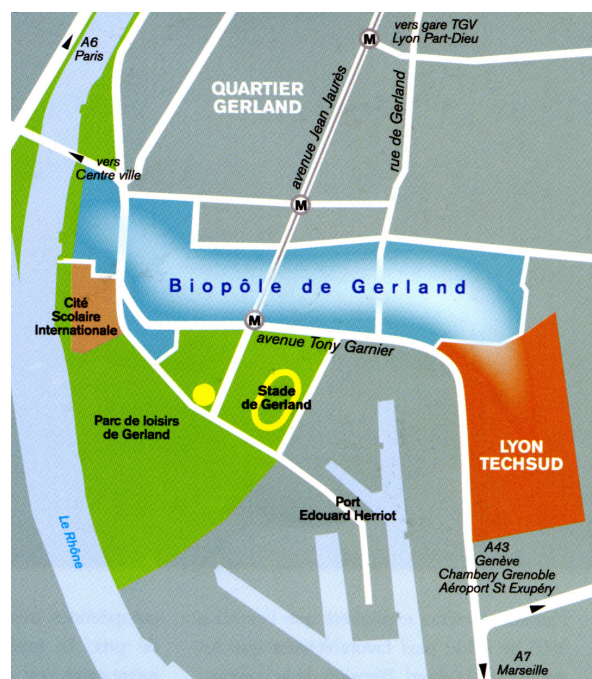 vers gare TGV
Lyon Part-Dieu
A6
Paris
M
QUARTIER
GERLAND
avenue Jean Jaurès
rue de Gerland
vers
Centre ville
M
Biopôle de Gerland
Cité
Scolaire
Internationale
M
avenue Tony Garnier
Stade
de Gerland
Parc de loisirs
de Gerland
LYON
TECHSUD
Port
Edouard Herriot
Le Rhône
A43
Genève
Chambery Grenoble
Aéroport St Exupéry
A7
Marseille